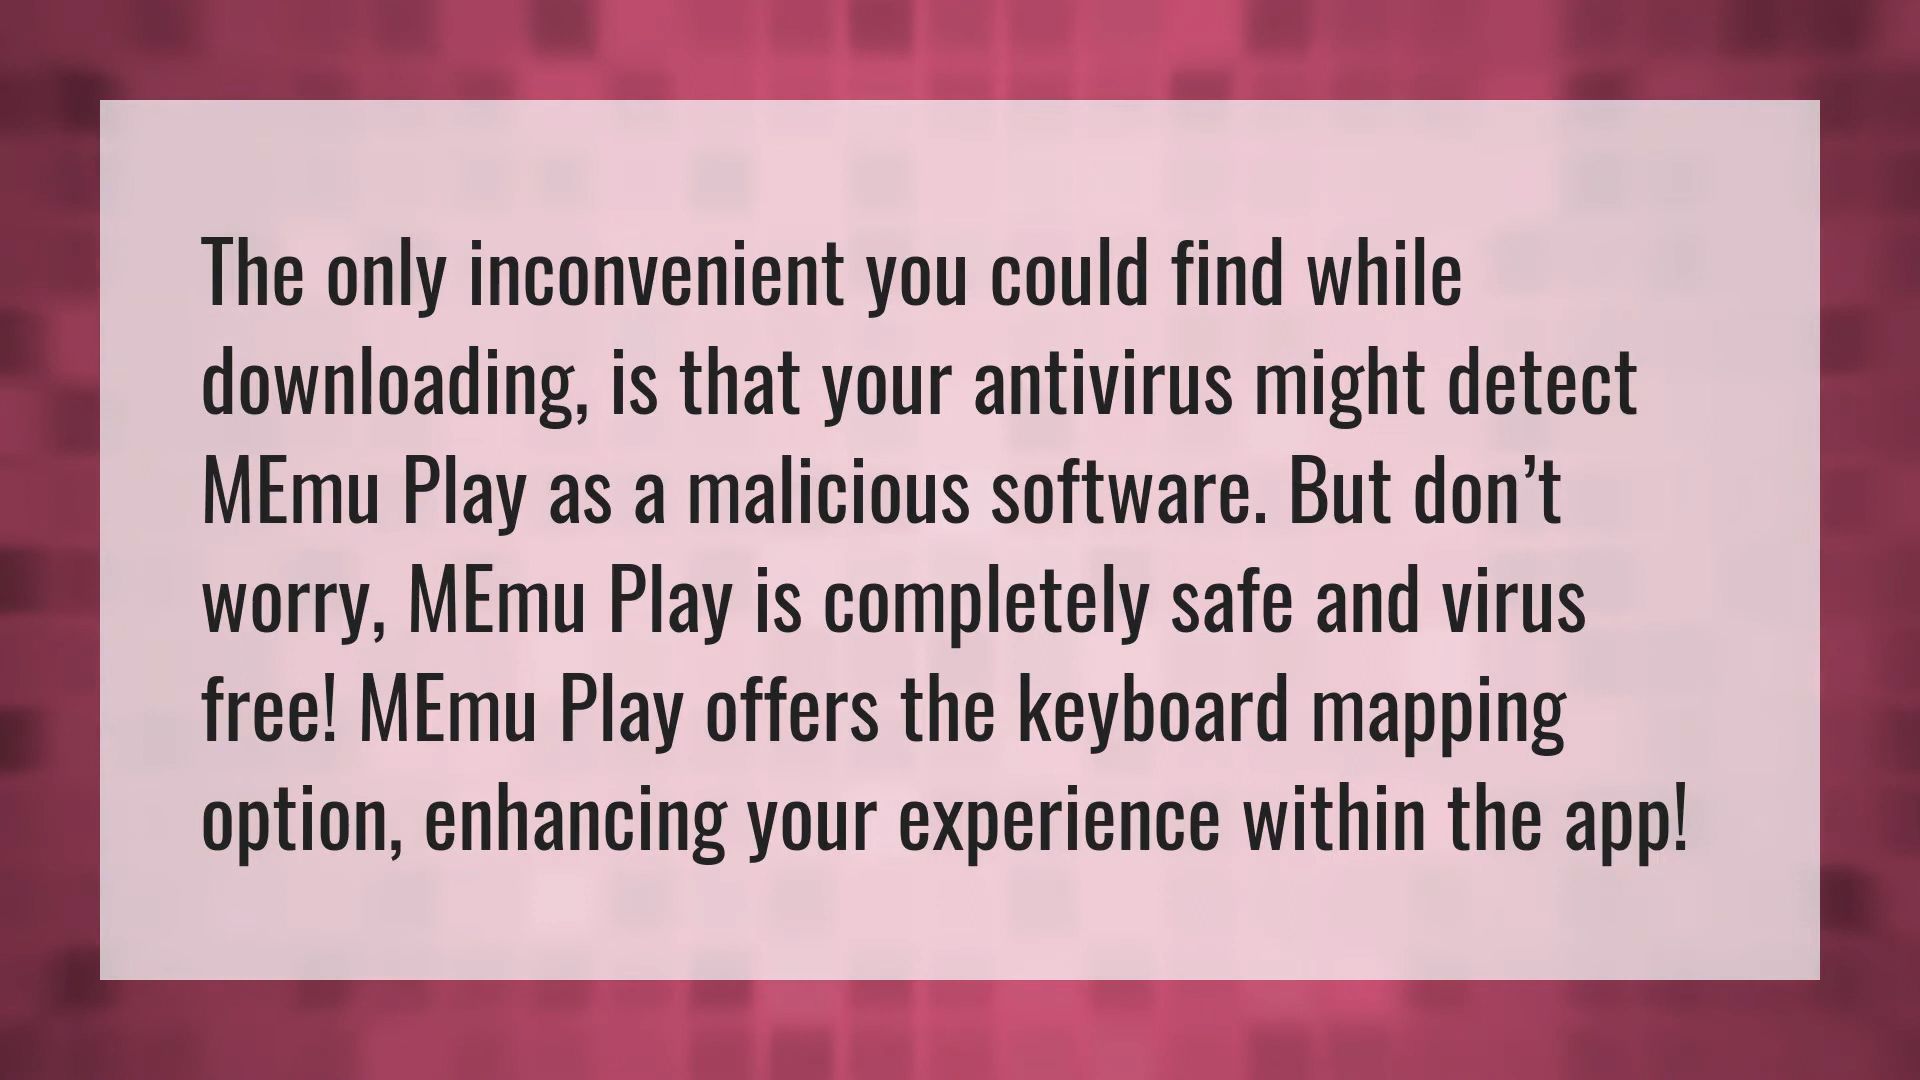 The only inconvenient you could find while
downloading, is that your antivirus might detect
MEmu Play as a malicious software. But don’t
worry, MEmu Play is completely safe and virus
free! MEmu Play offers the keyboard mapping
option, enhancing your experience within the app!